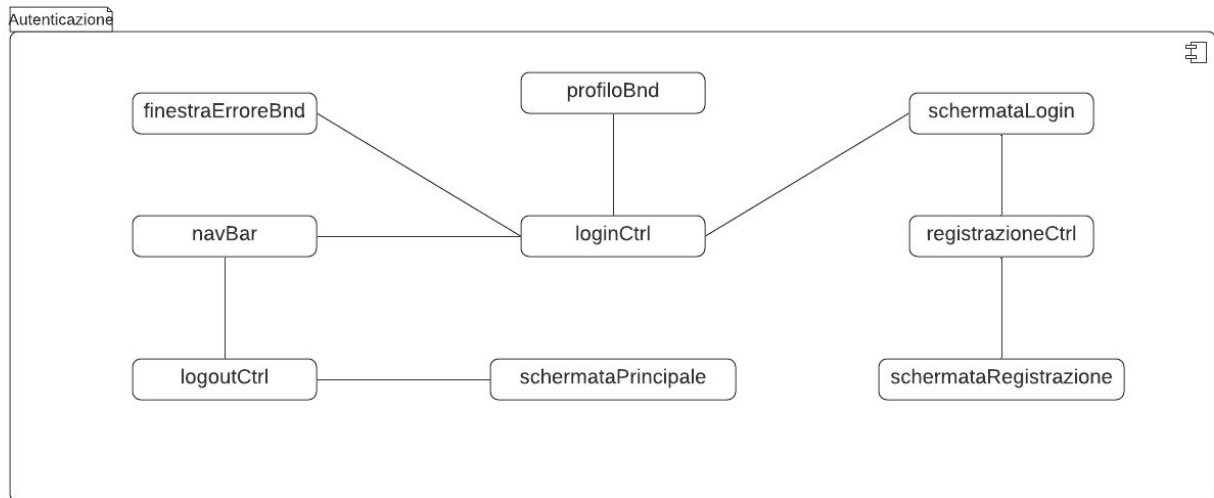 Autenticazione
finestraErroreBnd
profiloBnd
schermataLogin
navBar
loginCtrl
registrazioneCtrl
logoutCtrl
schermataPrincipale
schermataRegistrazione